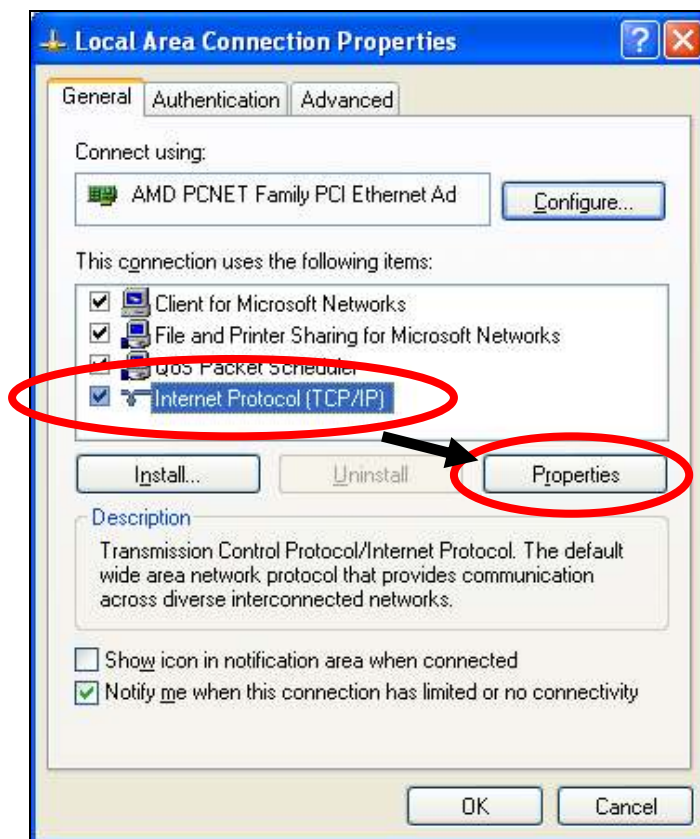 Local Area Connection Properties
General Authentication Advanced
Connect using:
AMD PCNET Family PCI Ethernet Ad
Configure...
This connection uses the following items:
Client for Microsoft Networks
File and Printer Sharing for Microsoft Networks
QoS Packet Scheduler
Internet Protocol (TCP/IP)
Install... Uninstall Properties
Description
Transmission Control Protocol/Internet Protocol. The default
wide area network protocol that provides communication
across diverse interconnected networks.
Show icon in notification area when connected
Notify me when this connection has limited or no connectivity
OK Cancel